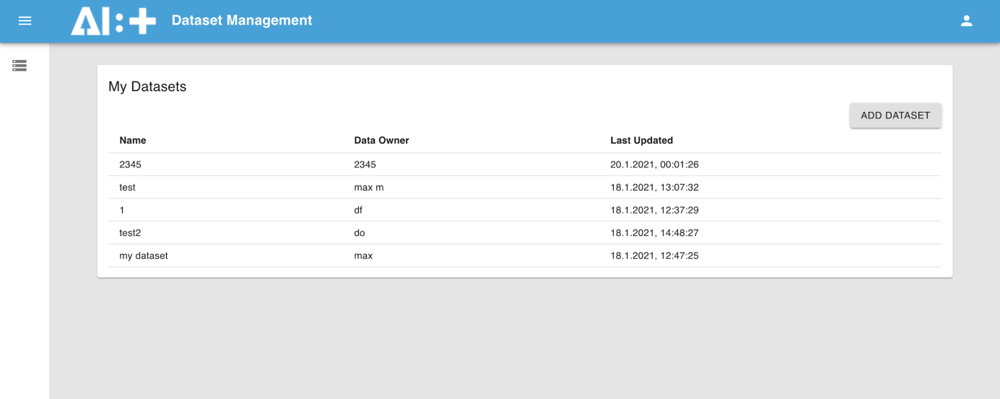 AI:+ Dataset Management
My Datasets
ADD DATASET
Name Data Owner Last Updated
2345 2345 20.1.2021, 00:01:26
test max m 18.1.2021, 13:07:32
1 df 18.1.2021, 12:37:29
test2 do 18.1.2021, 14:48:27
my dataset max 18.1.2021, 12:47:25